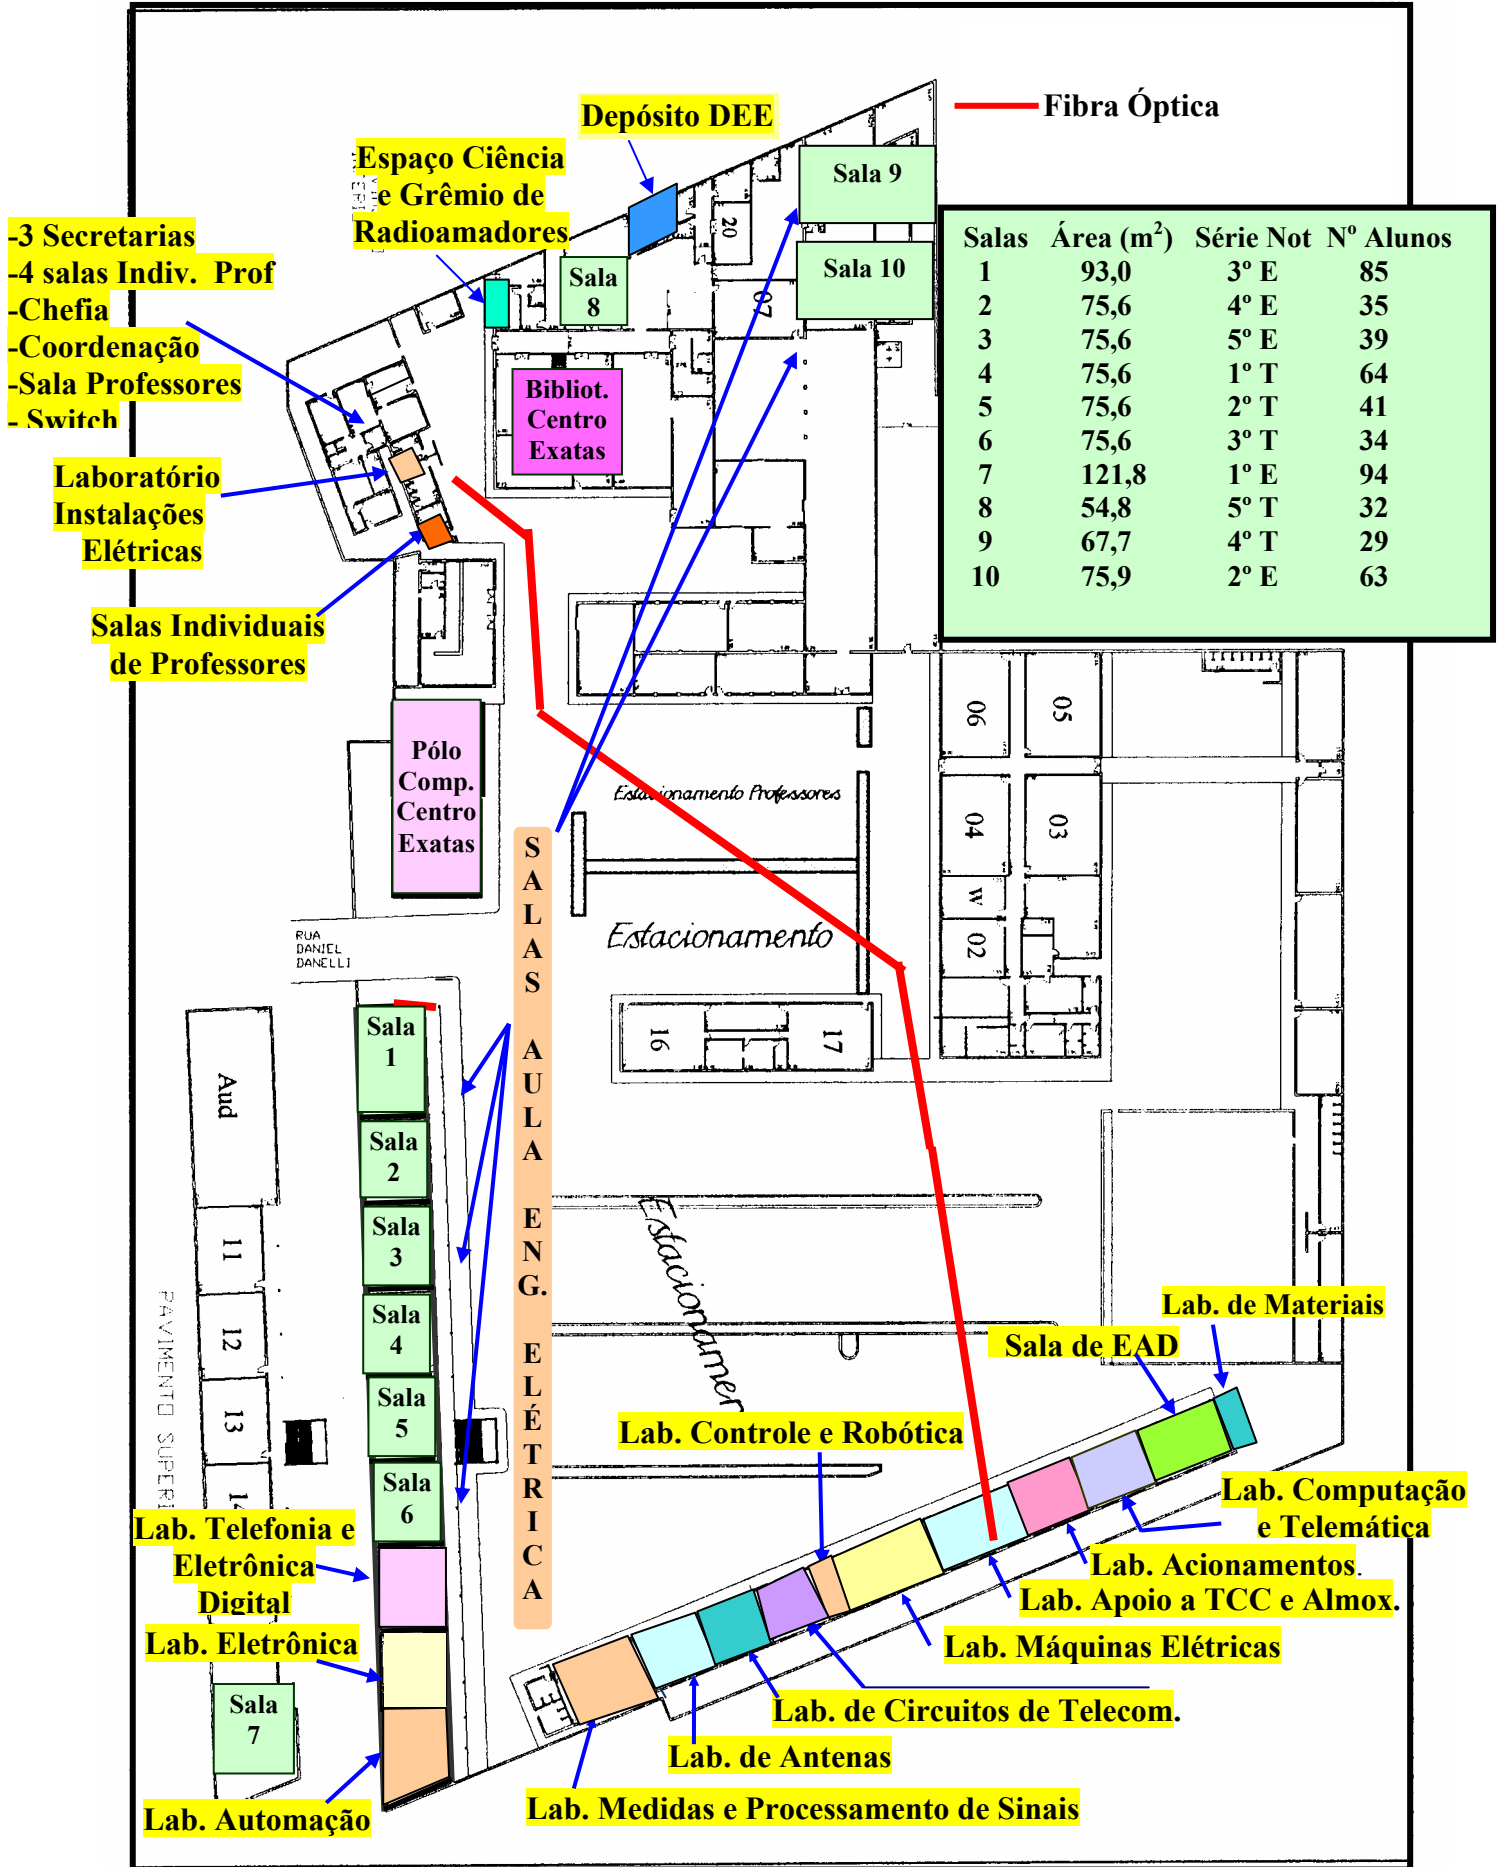 Fibra Óptica
Depósito DEE
Espaço Ciência
e Grêmio de
Radioamadores
Sala 9
Sala 10
20
07
Sala
8
-3 Secretarias
-4 salas Indiv. Prof
-Chefia
-Coordenação
-Sala Professores
- Switch
Salas Área (m²) Série Not Nº Alunos
1 93,0 3º E 85
2 75,6 4º E 35
3 75,6 5º E 39
4 75,6 1º T 64
5 75,6 2º T 41
6 75,6 3º T 34
7 121,8 1º E 94
8 54,8 5º T 32
9 67,7 4º T 29
10 75,9 2º E 63
Bibliot.
Centro
Exatas
Laboratório
Instalações
Elétricas
Salas Individuais
de Professores
Pólo
Comp.
Centro
Exatas
06
05
04
03
W
02
Estacionamento Professores
Estacionamento
RUA
DANIEL
DANELLI
16
17
SALAS AULA ENG. ELÉTRICA
Aud
11
12
13
14
PAVIMENTO SUPERI
Sala
1
Sala
2
Sala
3
Sala
4
Sala
5
Sala
6
Estacionamen
Lab. de Materiais
Sala de EAD
Lab. Controle e Robótica
Lab. Computação
e Telemática
Lab. Acionamentos.
Lab. Apoio a TCC e Almox.
Lab. Máquinas Elétricas
Lab. Telefonia e
Eletrônica
Digital
Lab. Eletrônica
Sala
7
Lab. Automação
Lab. de Circuitos de Telecom.
Lab. de Antenas
Lab. Medidas e Processamento de Sinais